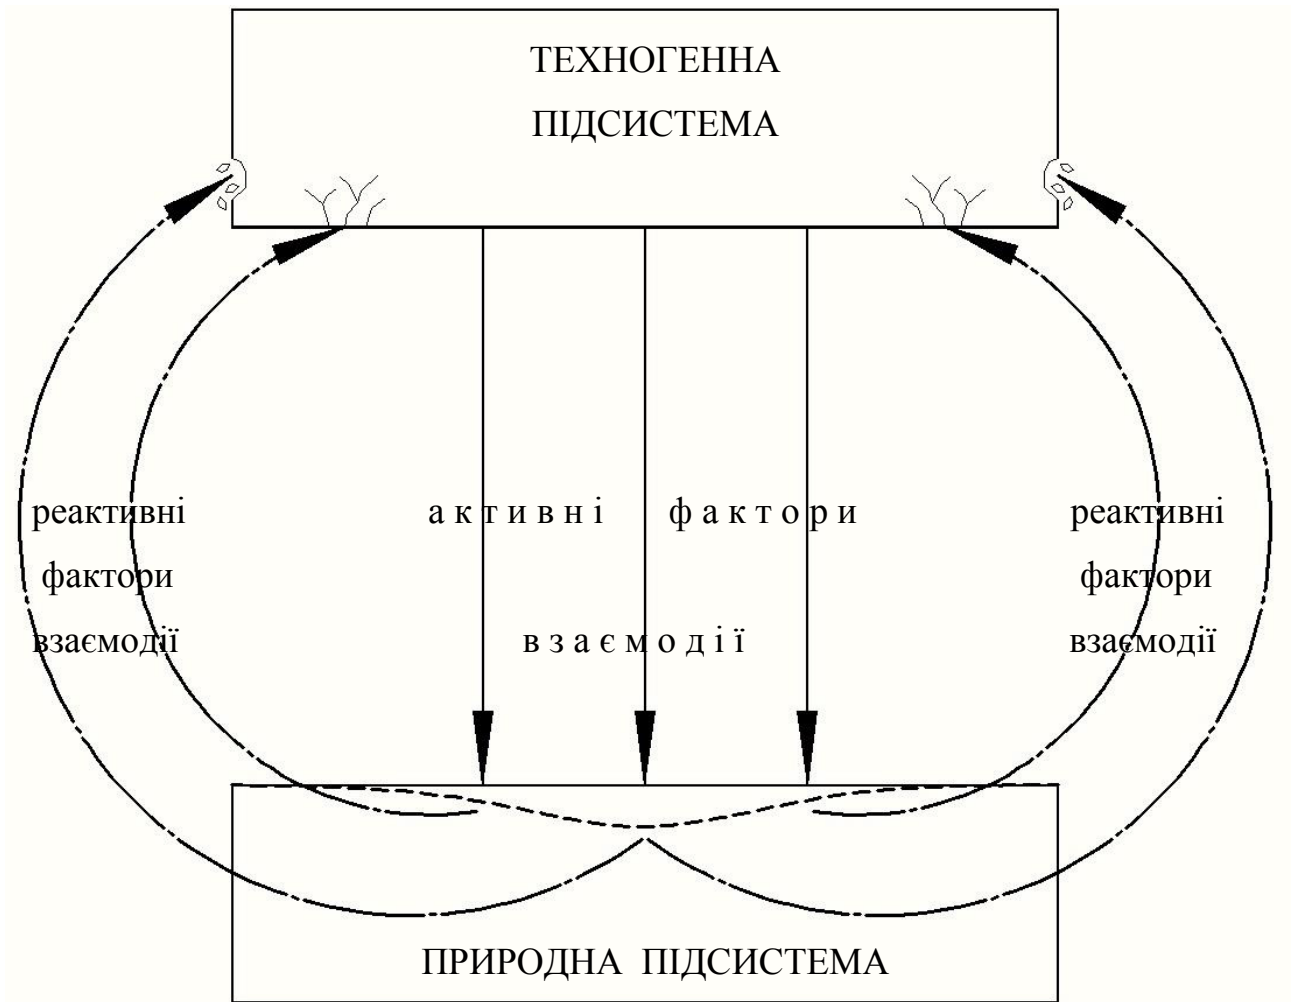 ТЕХНОГЕННА
ПІДСИСТЕМА
реактивні
фактори
взаємодії
а к т и в н і ф а к т о р и
в з а є м о д і ї
реактивні
фактори
взаємодії
ПРИРОДНА ПІДСИСТЕМА